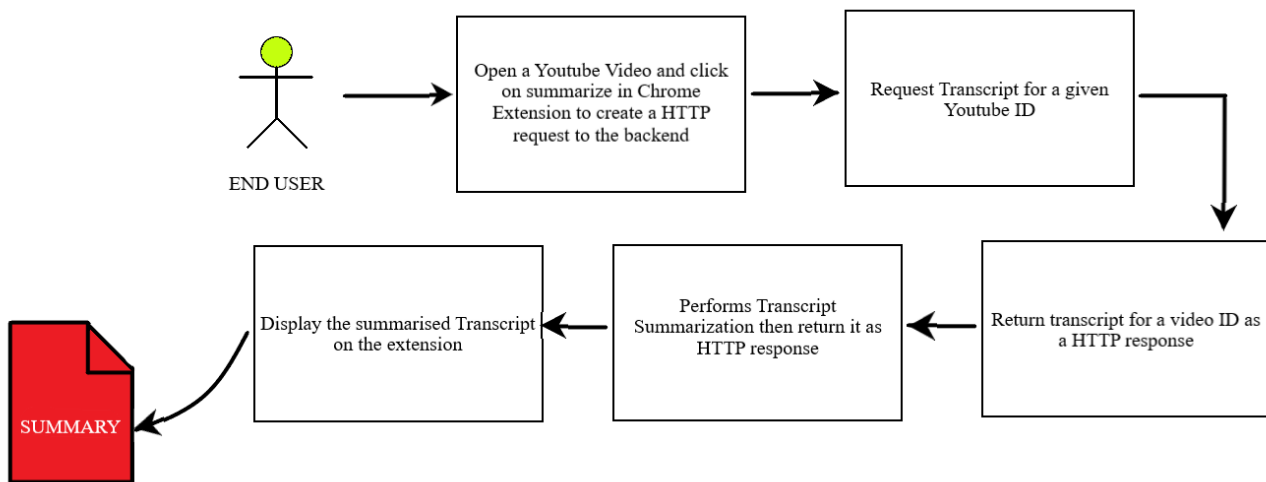 Open a Youtube Video and click
on summarize in Chrome
Extension to create a HTTP
request to the backend
Request Transcript for a given
Youtube ID
END USER
Return transcript for a video ID as
a HTTP response
Performs Transcript
Summarization then return it as
HTTP response
Display the summarised Transcript
on the extension
SUMMARY